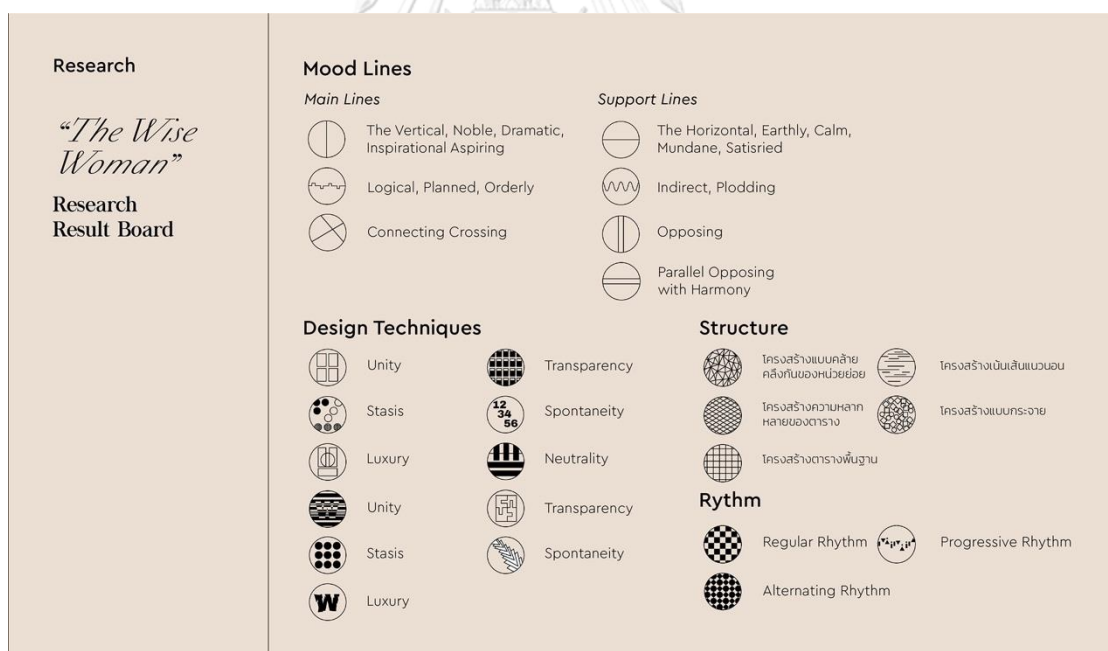 Research
“The Wise
Woman”
Research
Result Board
Mood Lines
Main Lines
The Vertical, Noble, Dramatic,
Inspirational Aspiring
Logical, Planned, Orderly
Connecting Crossing
Support Lines
The Horizontal, Earthly, Calm,
Mundane, Satisried
Indirect, Plodding
Opposing
Parallel Opposing
with Harmony
Design Techniques
Unity
Stasis
Luxury
Unity
Stasis
W
Luxury
Transparency
12
34
56
Spontaneity
Neutrality
Transparency
Spontaneity
Structure
โครงสร้างแบบคล้าย
คลึงกันของหน่วยย่อย
โครงสร้างความหลาก
หลายของตาราง
โครงสร้างตารางพื้นฐาน
โครงสร้างเน้นเส้นแนวนอน
โครงสร้างแบบกระจาย
Rythm
Regular Rhythm
Alternating Rhythm
Progressive Rhythm